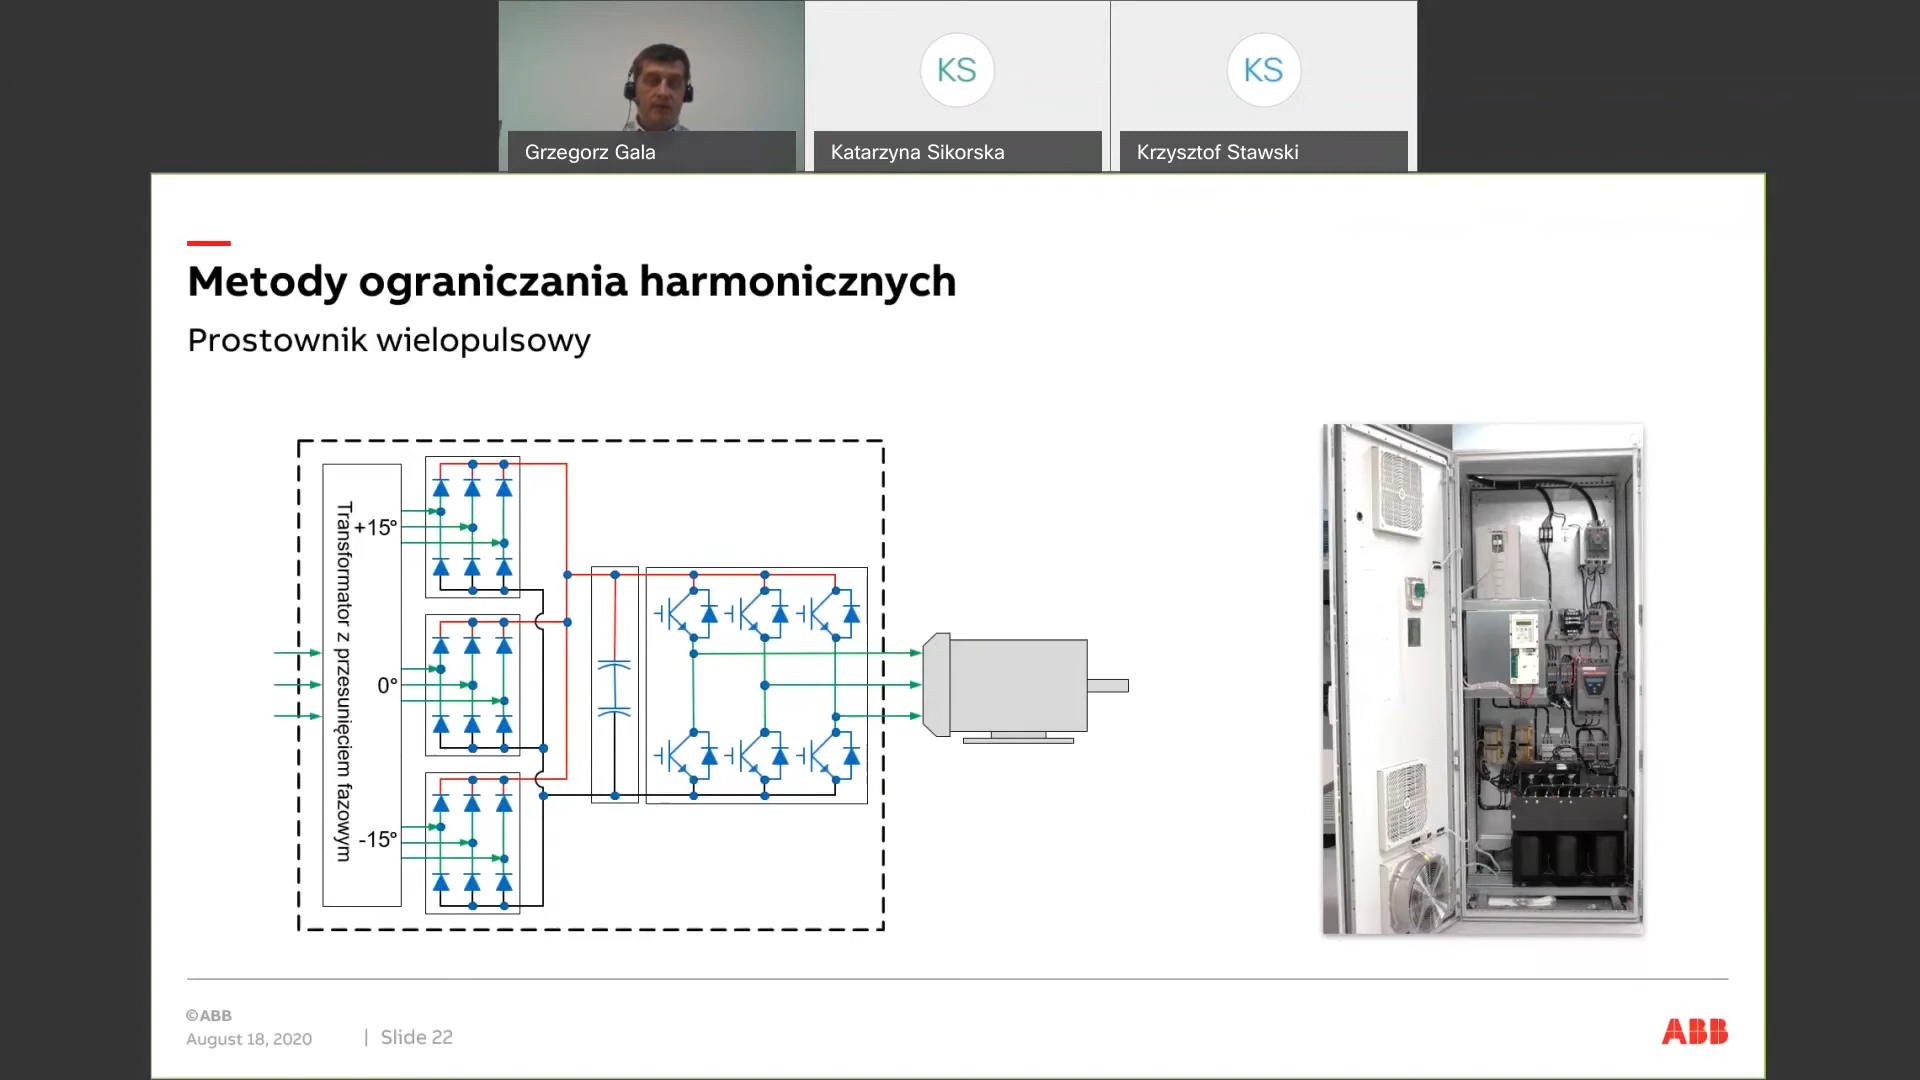 KS
KS
Grzegorz Gala
Katarzyna Sikorska
Krzysztof Stawski
Metody ograniczania harmonicznych
Prostownik wielopulsowy
Transformator z przesunięciem fazowym
+15°
0°
-15°
©ABB
August 18, 2020
| Slide 22
ABB